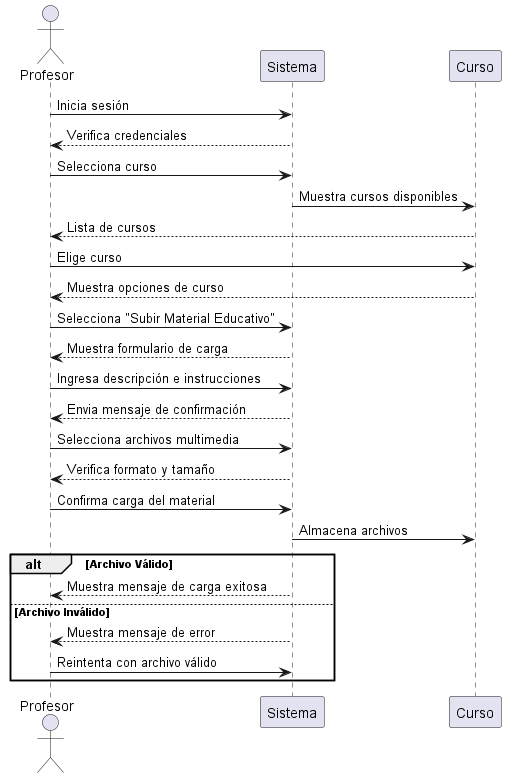 Profesor
Sistema
Curso
Inicia sesión
Verifica credenciales
Selecciona curso
Muestra cursos disponibles
Lista de cursos
Elige curso
Muestra opciones de curso
Selecciona "Subir Material Educativo"
Muestra formulario de carga
Ingresa descripción e instrucciones
Envia mensaje de confirmación
Selecciona archivos multimedia
Verifica formato y tamaño
Confirma carga del material
Almacena archivos
alt [Archivo Válido]
Muestra mensaje de carga exitosa
[Archivo Inválido]
Muestra mensaje de error
Reintenta con archivo válido
Profesor
Sistema
Curso